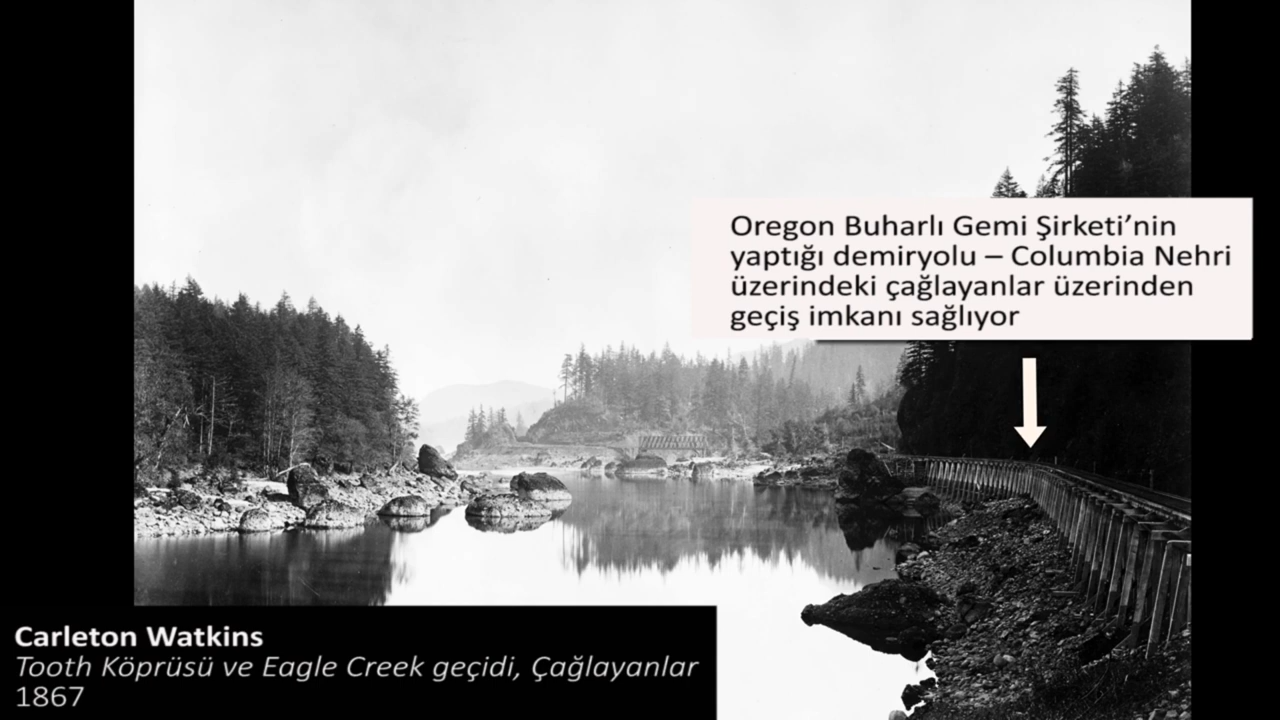 Oregon Buharlı Gemi Şirketi’nin
yaptığı demiryolu – Columbia Nehri
üzerindeki çağlayanlar üzerinden
geçiş imkanı sağlıyor
Carleton Watkins
Tooth Köprüsü ve Eagle Creek geçidi, Çağlayanlar
1867